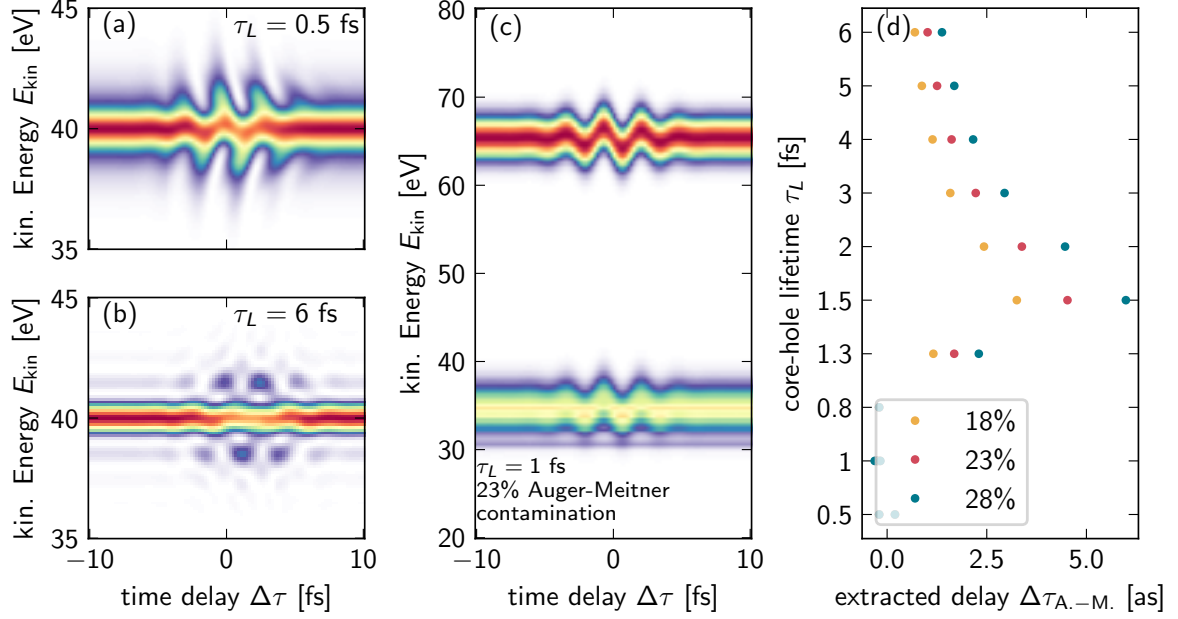 (a)
τ_L = 0.5 fs
45
40
35
kin. Energy E_kin [eV]
(b)
τ_L = 6 fs
45
40
35
kin. Energy E_kin [eV]
−10
0
10
time delay Δτ [fs]
(c)
80
70
60
50
40
30
20
kin. Energy E_kin [eV]
τ_L = 1 fs
23% Auger-Meitner
contamination
−10
0
10
time delay Δτ [fs]
(d)
6
5
4
3
2
1.5
1.3
0.8
1
0.5
core-hole lifetime τ_L [fs]
18%
23%
28%
0.0
2.5
5.0
extracted delay Δτ_A.−M. [as]